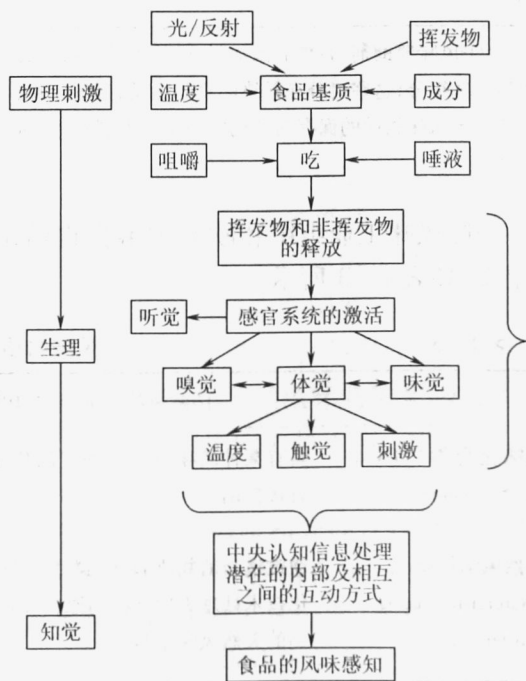 光/反射
挥发物
物理刺激
温度
食品基质
成分
咀嚼
吃
唾液
挥发物和非挥发物
的释放
听觉
感官系统的激活
生理
嗅觉
体觉
味觉
温度
触觉
刺激
中央认知信息处理
潜在的内部及相互
之间的互动方式
知觉
食品的风味感知